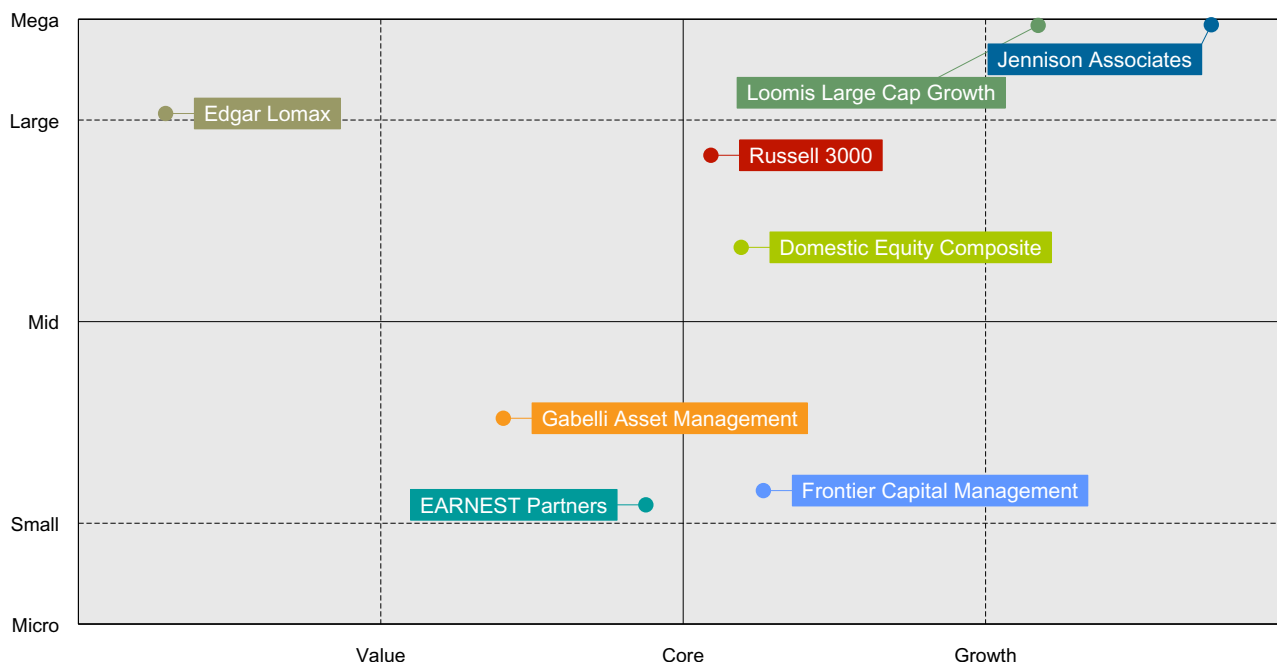 Mega
Jennison Associates
Loomis Large Cap Growth
Edgar Lomax
Large
Russell 3000
Domestic Equity Composite
Mid
Gabelli Asset Management
Frontier Capital Management
EARNEST Partners
Small
Micro
Value
Core
Growth